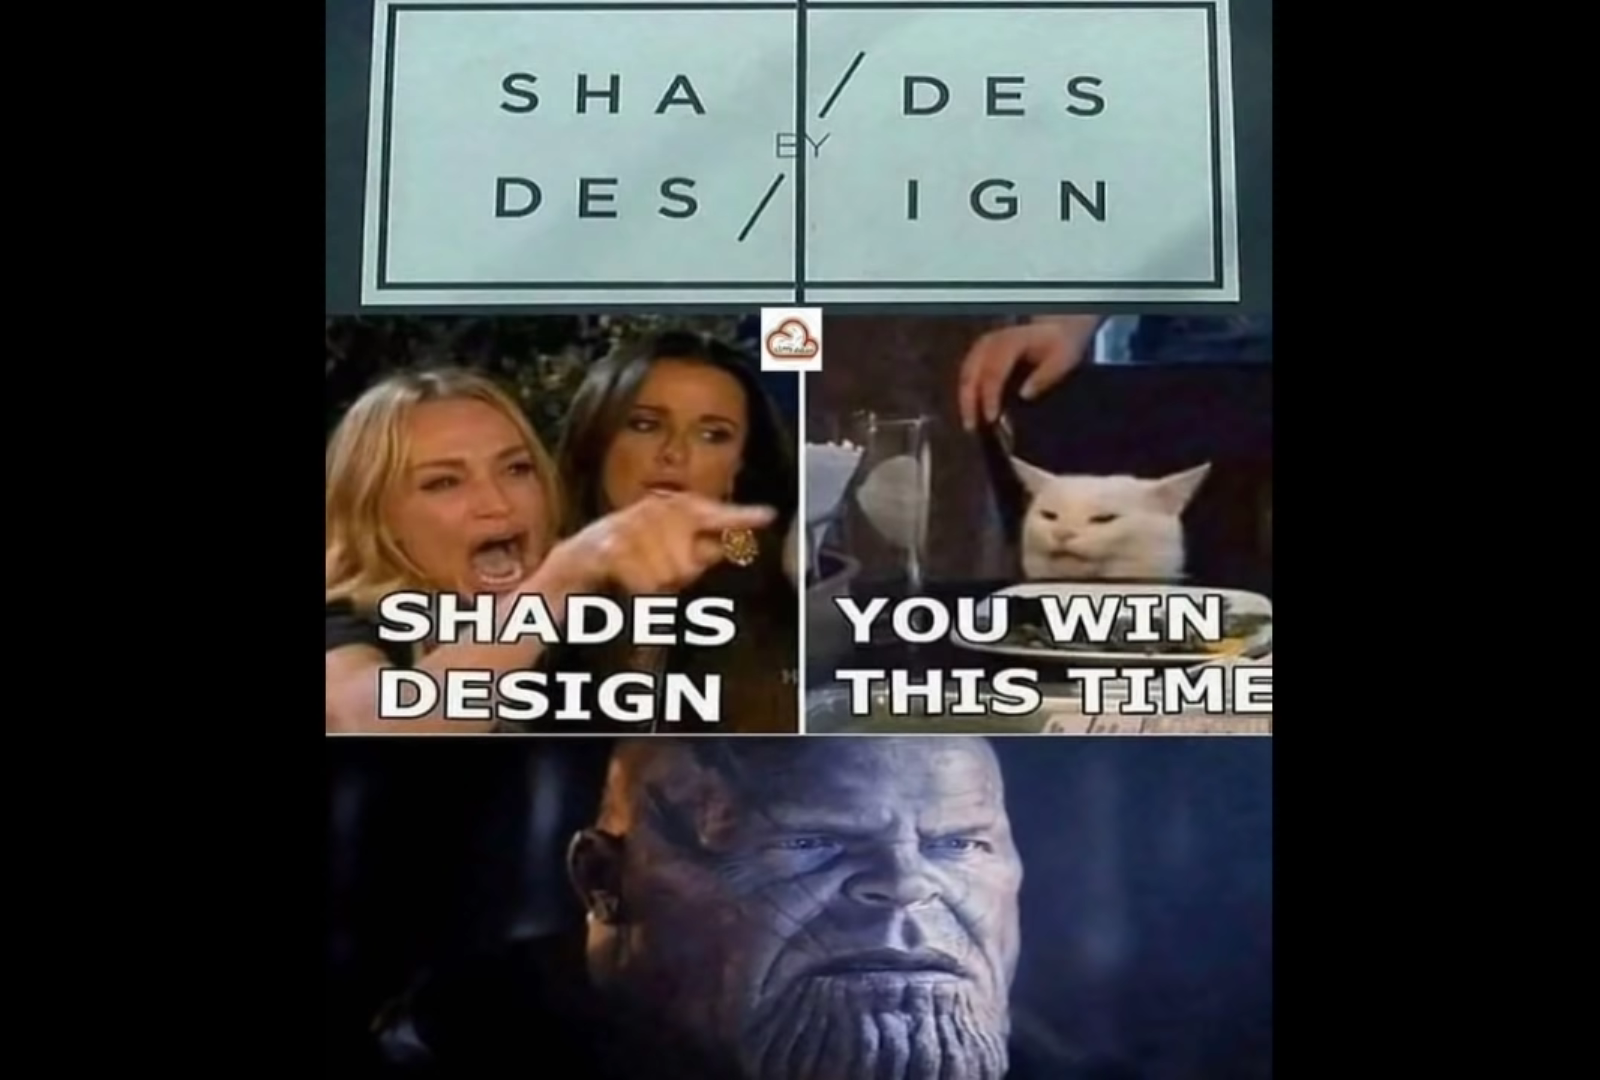 SHA / DES
BY
DES / IGN
SHADES
DESIGN
YOU WIN
THIS TIME